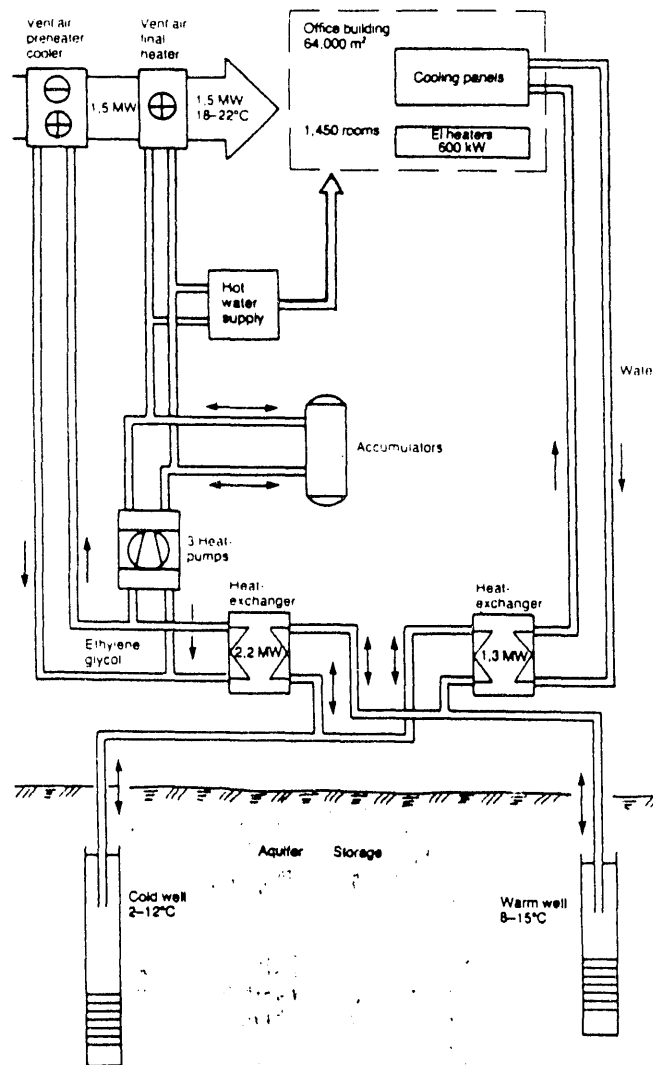 Vent air
preheater
cooler
Vent air
final
heater
1,5 MW
1,5 MW
18–22°C
Office building
64,000 m²
Cooling panels
1,450 rooms
El heaters
600 kW
Hot
water
supply
Accumulators
3 Heat-
pumps
Heat-
exchanger
2,2 MW
Heat-
exchanger
1,3 MW
Ethylene
glycol
Aquifer Storage
Cold well
2–12°C
Warm well
8–15°C